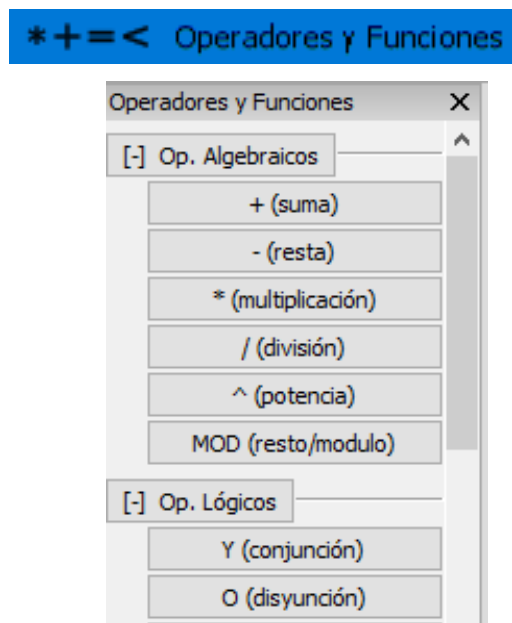 *+=< Operadores y Funciones
Operadores y Funciones
[-] Op. Algebraicos
+ (suma)
- (resta)
* (multiplicación)
/ (división)
^ (potencia)
MOD (resto/modulo)
[-] Op. Lógicos
Y (conjunción)
O (disyunción)